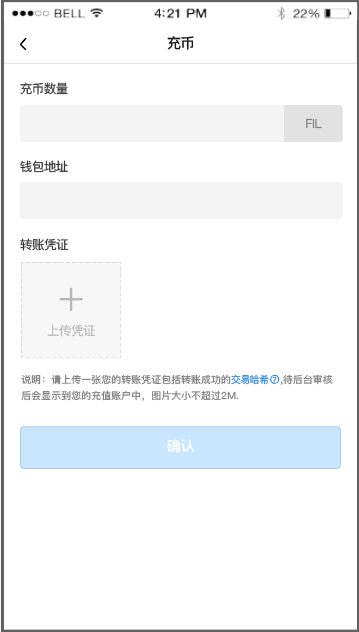 BELL 4:21 PM 22%
充币
充币数量
FIL
钱包地址
转账凭证
上传凭证
说明：请上传一张您的转账凭证包括转账成功的交易哈希?,待后台审核
后会显示到您的充值账户中，图片大小不超过2M.
确认